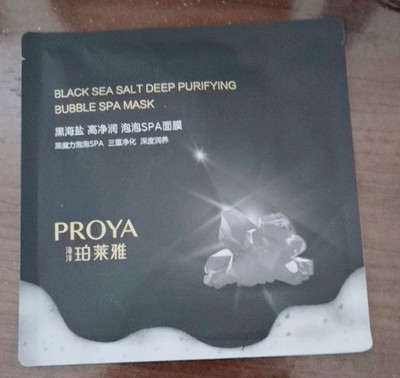 BLACK SEA SALT DEEP PURIFYING
BUBBLE SPA MASK
黑海盐 高净润 泡泡SPA面膜
黑魔力泡泡SPA 三重净化 深度润养
PROYA
海洋珀莱雅